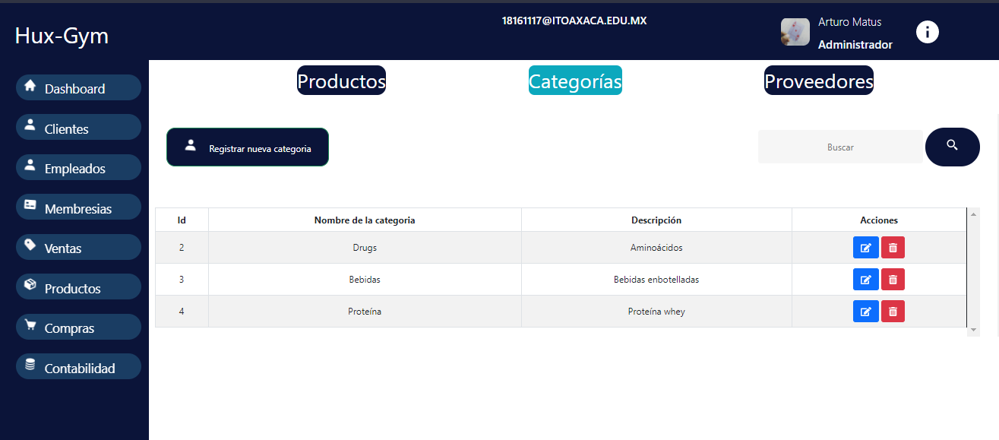 Hux-Gym
18161117@ITOAXACA.EDU.MX
Arturo Matus
Administrador
Dashboard
Clientes
Empleados
Membresias
Ventas
Productos
Compras
Contabilidad
Productos Categorías Proveedores
Registrar nueva categoria
Buscar
Id Nombre de la categoria Descripción Acciones
2 Drugs Aminoácidos
3 Bebidas Bebidas enbotelladas
4 Proteína Proteína whey